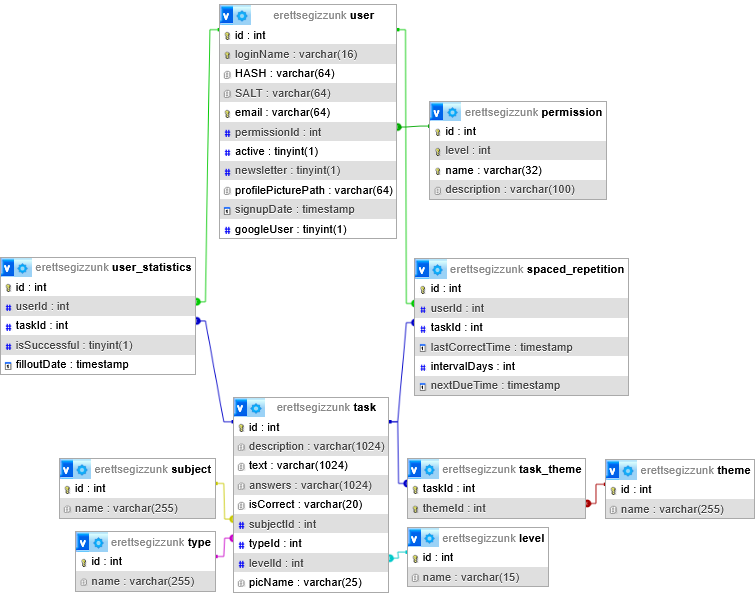 v erettsegizzunk user
id : int
loginName : varchar(16)
HASH : varchar(64)
SALT : varchar(64)
email : varchar(64)
permissionId : int
active : tinyint(1)
newsletter : tinyint(1)
profilePicturePath : varchar(64)
signupDate : timestamp
googleUser : tinyint(1)
v erettsegizzunk permission
id : int
level : int
name : varchar(32)
description : varchar(100)
v erettsegizzunk user_statistics
id : int
userId : int
taskId : int
isSuccessful : tinyint(1)
filloutDate : timestamp
v erettsegizzunk spaced_repetition
id : int
userId : int
taskId : int
lastCorrectTime : timestamp
intervalDays : int
nextDueTime : timestamp
v erettsegizzunk task
id : int
description : varchar(1024)
text : varchar(1024)
answers : varchar(1024)
isCorrect : varchar(20)
subjectId : int
typeId : int
levelId : int
picName : varchar(25)
v erettsegizzunk subject
id : int
name : varchar(255)
v erettsegizzunk type
id : int
name : varchar(255)
v erettsegizzunk task_theme
taskId : int
themeId : int
v erettsegizzunk theme
id : int
name : varchar(255)
v erettsegizzunk level
id : int
name : varchar(15)